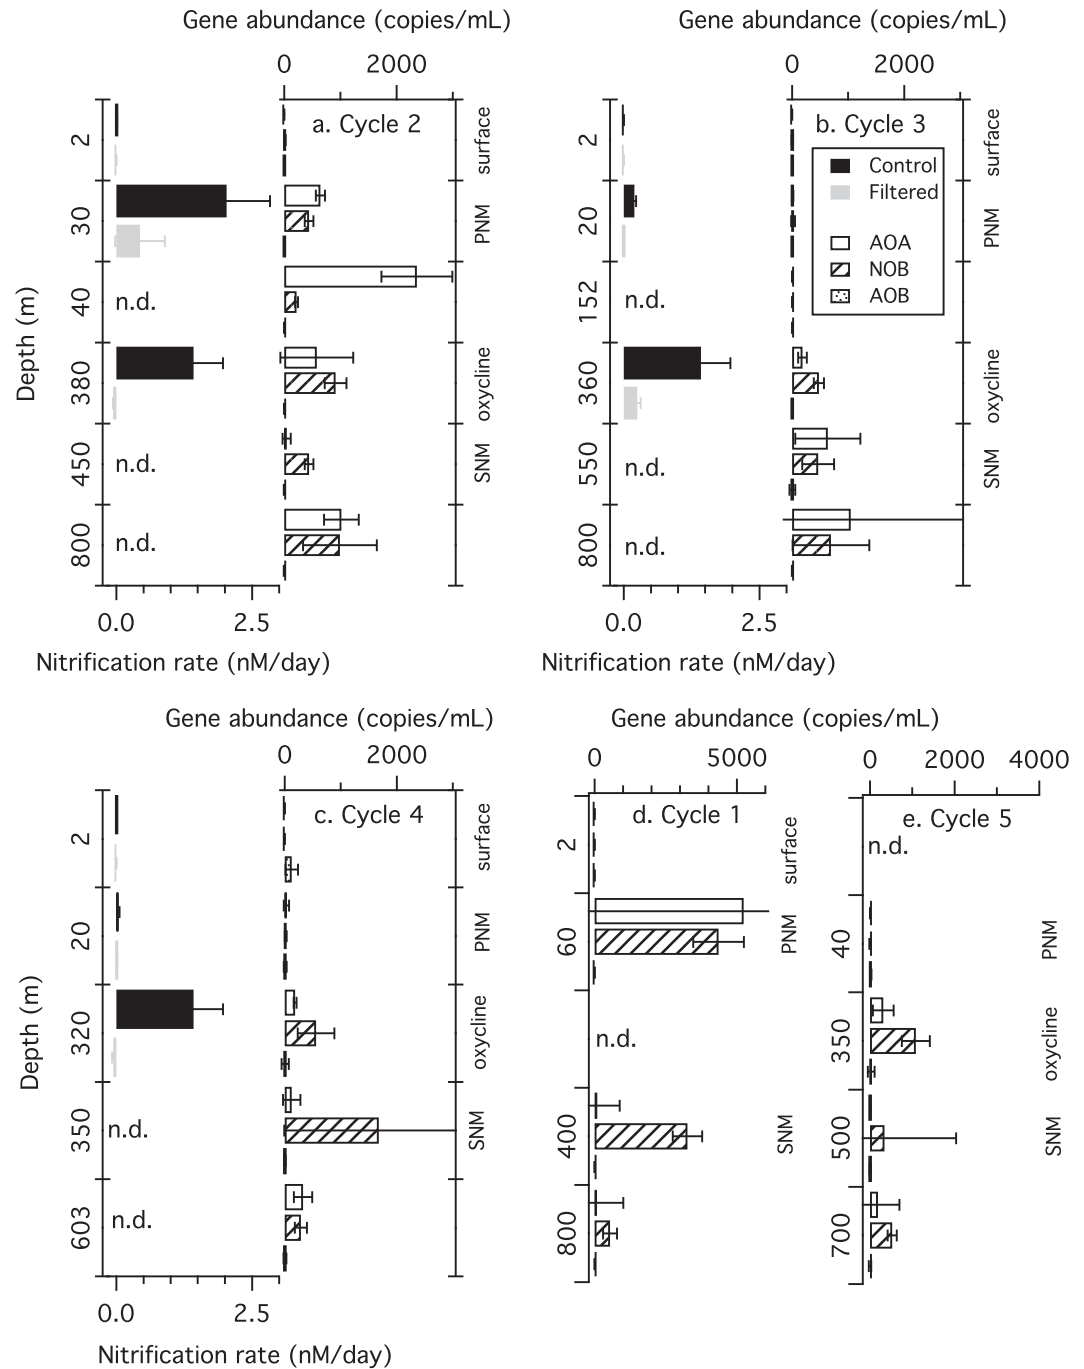 Gene abundance (copies/mL)
0 2000
a. Cycle 2
2 surface
30 PNM
40 n.d.
380 oxycline
450 n.d. SNM
800 n.d.
Depth (m)
0.0 2.5
Nitrification rate (nM/day)
Gene abundance (copies/mL)
0 2000
b. Cycle 3
Control
Filtered
AOA
NOB
AOB
2 surface
20 PNM
152 n.d.
360 oxycline
550 n.d. SNM
800 n.d.
0.0 2.5
Nitrification rate (nM/day)
Gene abundance (copies/mL)
0 2000
c. Cycle 4
2 surface
20 PNM
320 oxycline
350 n.d. SNM
603 n.d.
Depth (m)
0.0 2.5
Nitrification rate (nM/day)
Gene abundance (copies/mL)
0 5000
d. Cycle 1
2 surface
60 PNM
n.d.
400 SNM
800
0 2000 4000
e. Cycle 5
n.d.
40 PNM
350 oxycline
500 SNM
700